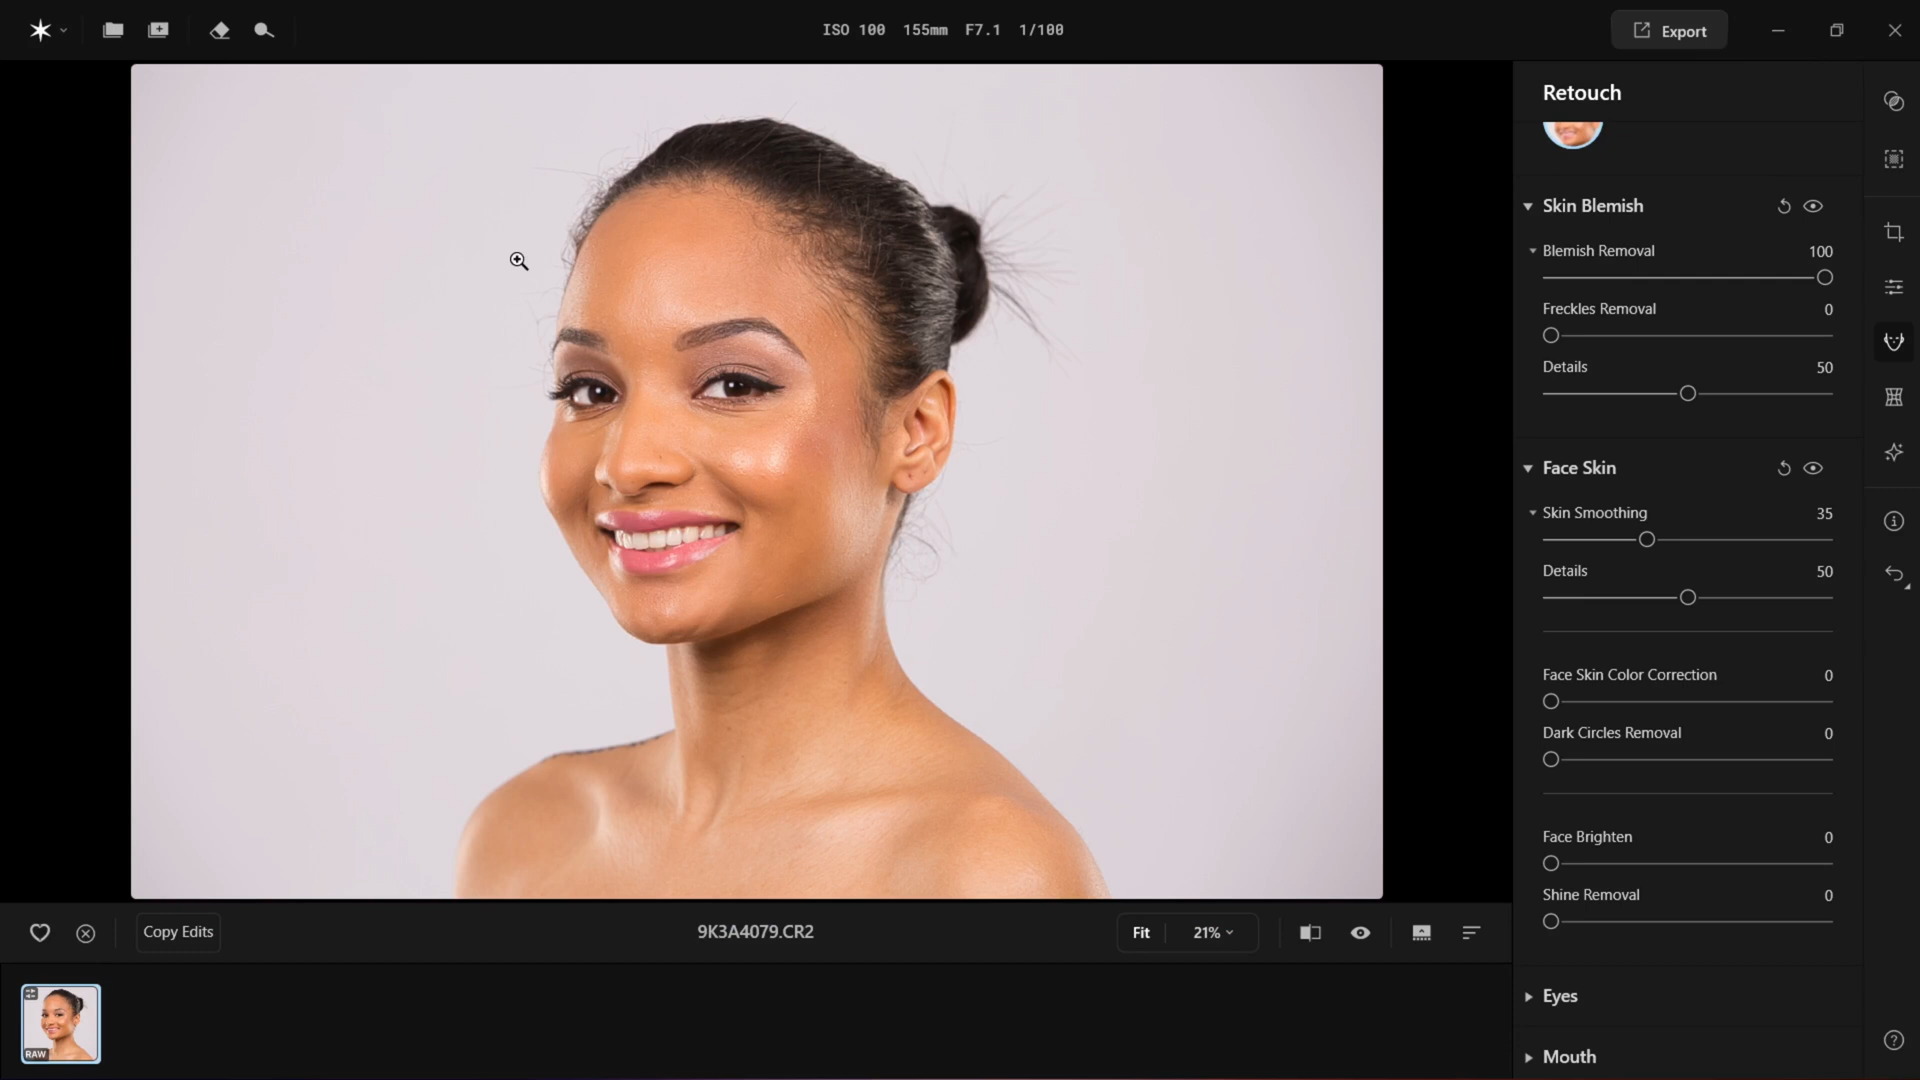 ISO 100 155mm F7.1 1/100
Export
Retouch
Skin Blemish
Blemish Removal 100
Freckles Removal 0
Details 50
Face Skin
Skin Smoothing 35
Details 50
Face Skin Color Correction 0
Dark Circles Removal 0
Face Brighten 0
Shine Removal 0
Eyes
Mouth
Copy Edits
9K3A4079.CR2
Fit 21%
RAW